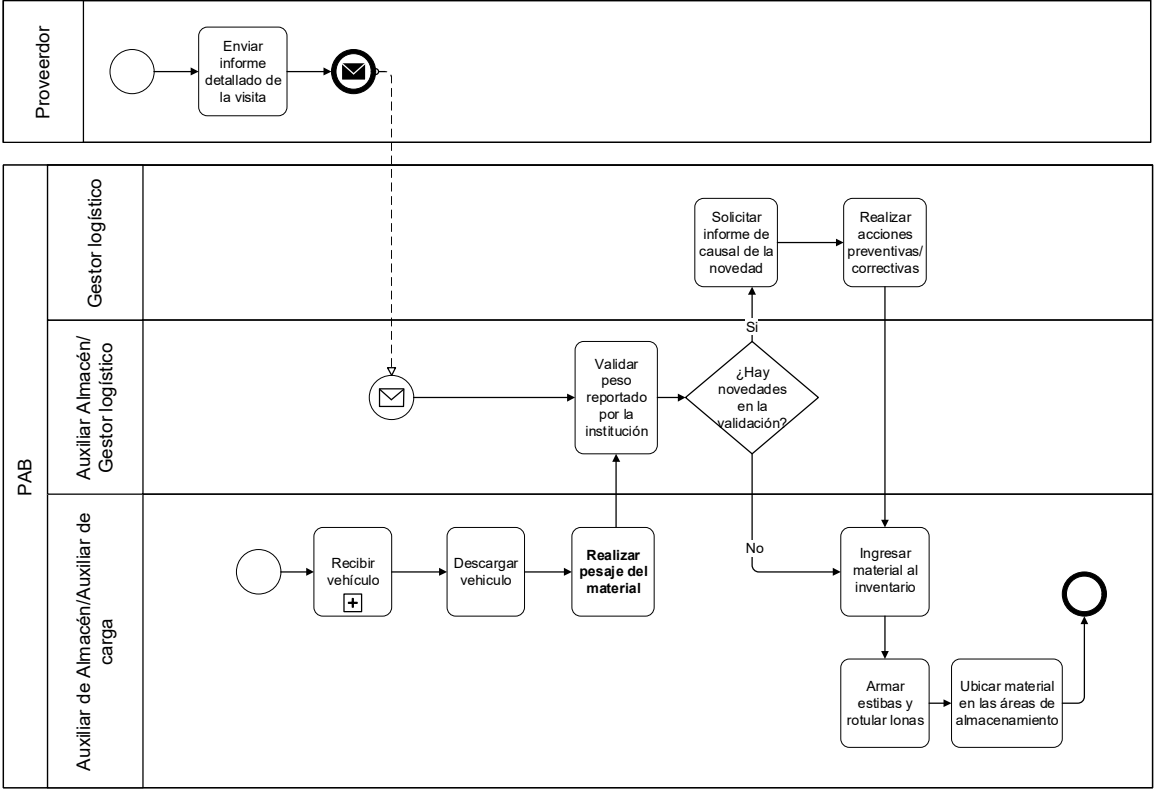 Proveerdor
Enviar
informe
detallado de
la visita
PAB
Gestor logístico
Solicitar
informe de
causal de la
novedad
Realizar
acciones
preventivas/
correctivas
Auxiliar Almacén/
Gestor logístico
Validar
peso
reportado
por la
institución
¿Hay
novedades
en la
validación?
Si
No
Auxiliar de Almacén/Auxiliar de
carga
Recibir
vehículo
Descargar
vehiculo
Realizar
pesaje del
material
Ingresar
material al
inventario
Armar
estibas y
rotular lonas
Ubicar material
en las áreas de
almacenamiento